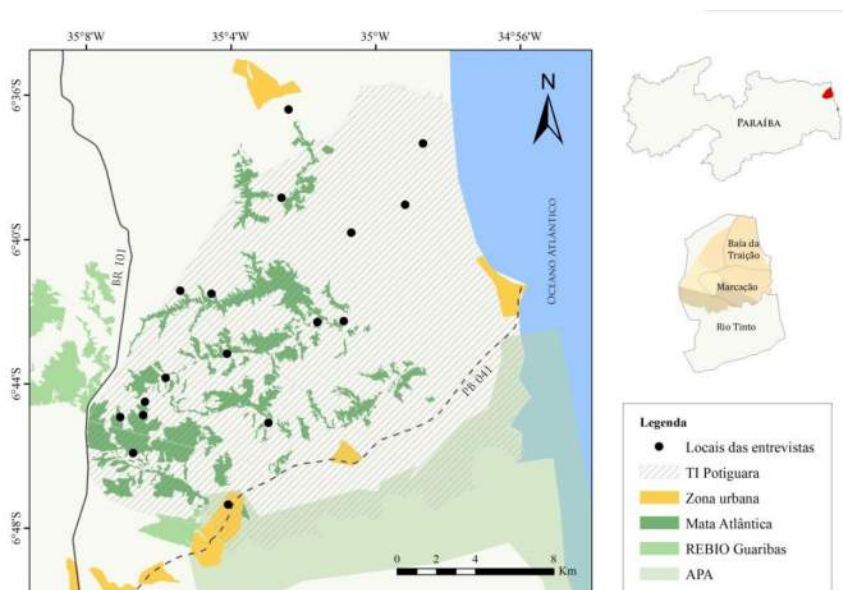 35°8'W 35°4'W 35°W 34°56'W
6°36'S
6°40'S
6°44'S
6°48'S
N
BR 101
OCEANO ATLÂNTICO
PB 041
0 2 4 8
Km
PARAÍBA
Baía da
Traição
Marcação
Rio Tinto
Legenda
Locais das entrevistas
TI Potiguara
Zona urbana
Mata Atlântica
REBIO Guaribas
APA